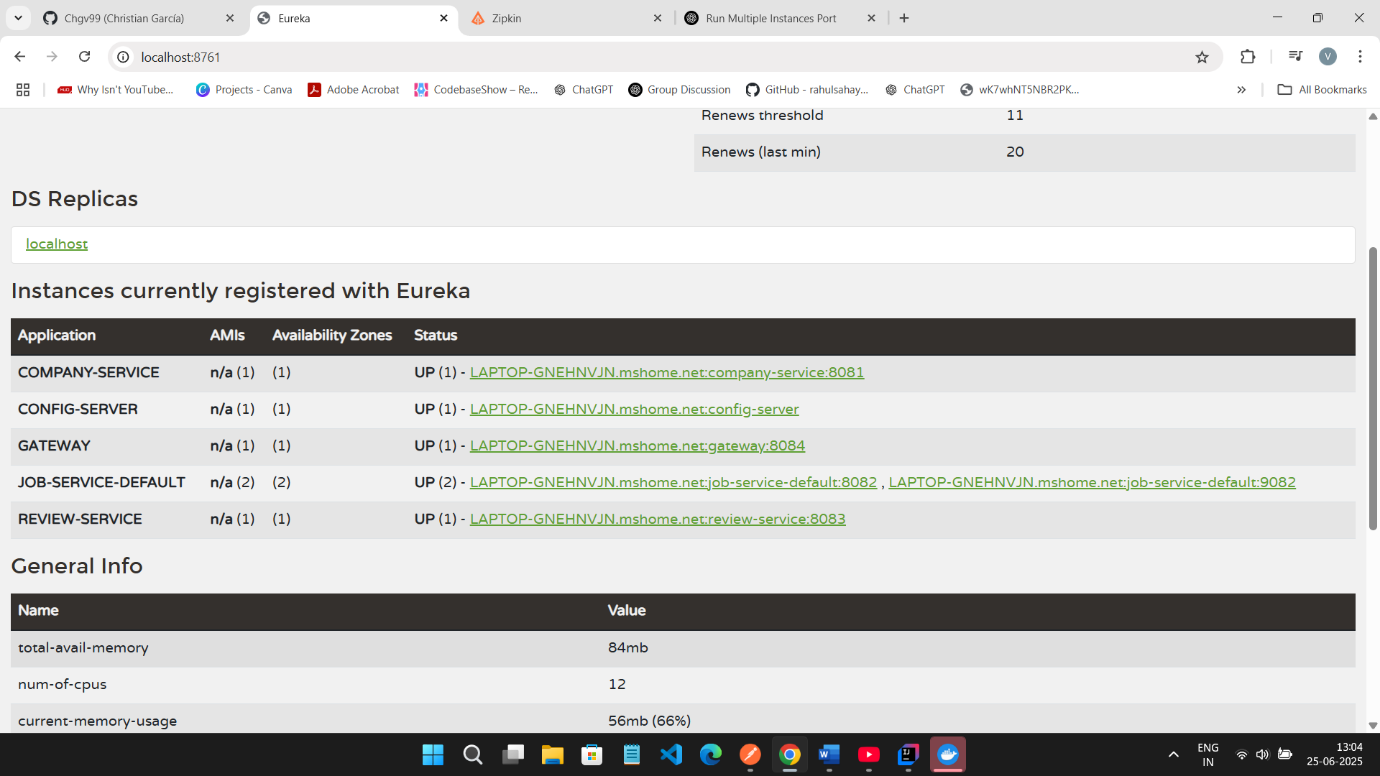 Chgv99 (Christian García)
Eureka
Zipkin
Run Multiple Instances Port
localhost:8761
V
Why Isn't YouTube...
Projects - Canva
Adobe Acrobat
CodebaseShow – Re...
ChatGPT
Group Discussion
GitHub - rahulsahay...
ChatGPT
wK7whNT5NBR2PK...
All Bookmarks
Renews threshold 11
Renews (last min) 20
DS Replicas
localhost
Instances currently registered with Eureka
Application AMIs Availability Zones Status
COMPANY-SERVICE n/a (1) (1) UP (1) - LAPTOP-GNEHNVJN.mshome.net:company-service:8081
CONFIG-SERVER n/a (1) (1) UP (1) - LAPTOP-GNEHNVJN.mshome.net:config-server
GATEWAY n/a (1) (1) UP (1) - LAPTOP-GNEHNVJN.mshome.net:gateway:8084
JOB-SERVICE-DEFAULT n/a (2) (2) UP (2) - LAPTOP-GNEHNVJN.mshome.net:job-service-default:8082 , LAPTOP-GNEHNVJN.mshome.net:job-service-default:9082
REVIEW-SERVICE n/a (1) (1) UP (1) - LAPTOP-GNEHNVJN.mshome.net:review-service:8083
General Info
Name Value
total-avail-memory 84mb
num-of-cpus 12
current-memory-usage 56mb (66%)
ENG
IN
13:04
25-06-2025